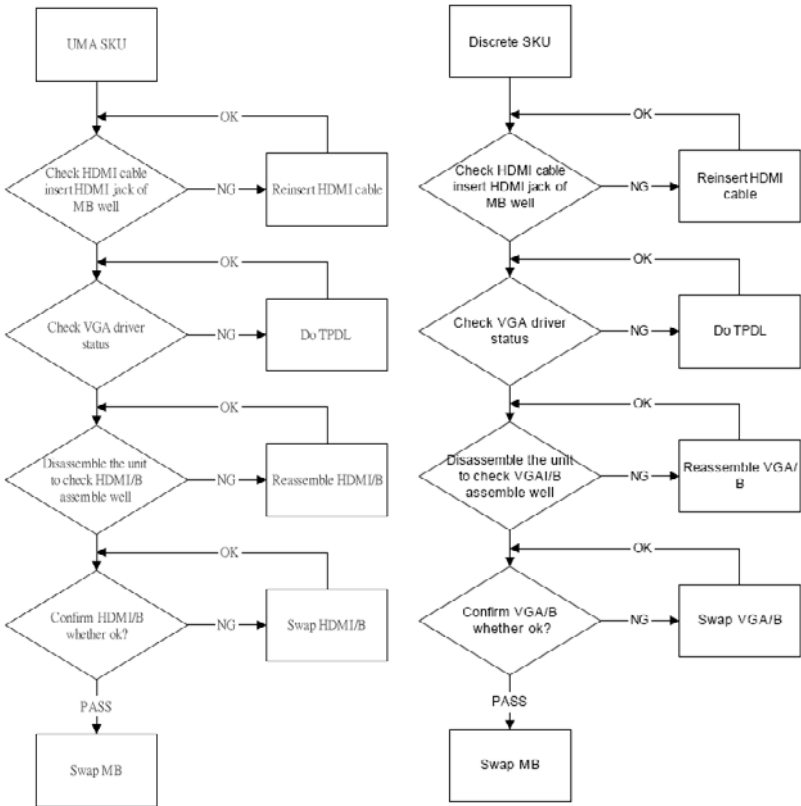 UMA SKU
OK
Check HDMI cable
insert HDMI jack of
MB well
NG
Reinsert HDMI cable
OK
Check VGA driver
status
NG
Do TPDL
OK
Disassemble the unit
to check HDMI/B
assemble well
NG
Reassemble HDMI/B
OK
Confirm HDMI/B
whether ok?
NG
Swap HDMI/B
PASS
Swap MB
Discrete SKU
OK
Check HDMI cable
insert HDMI jack of
MB well
NG
Reinsert HDMI
cable
OK
Check VGA driver
status
NG
Do TPDL
OK
Disassemble the unit
to check VGAI/B
assemble well
NG
Reassemble VGA/
B
OK
Confirm VGA/B
whether ok?
NG
Swap VGA/B
PASS
Swap MB